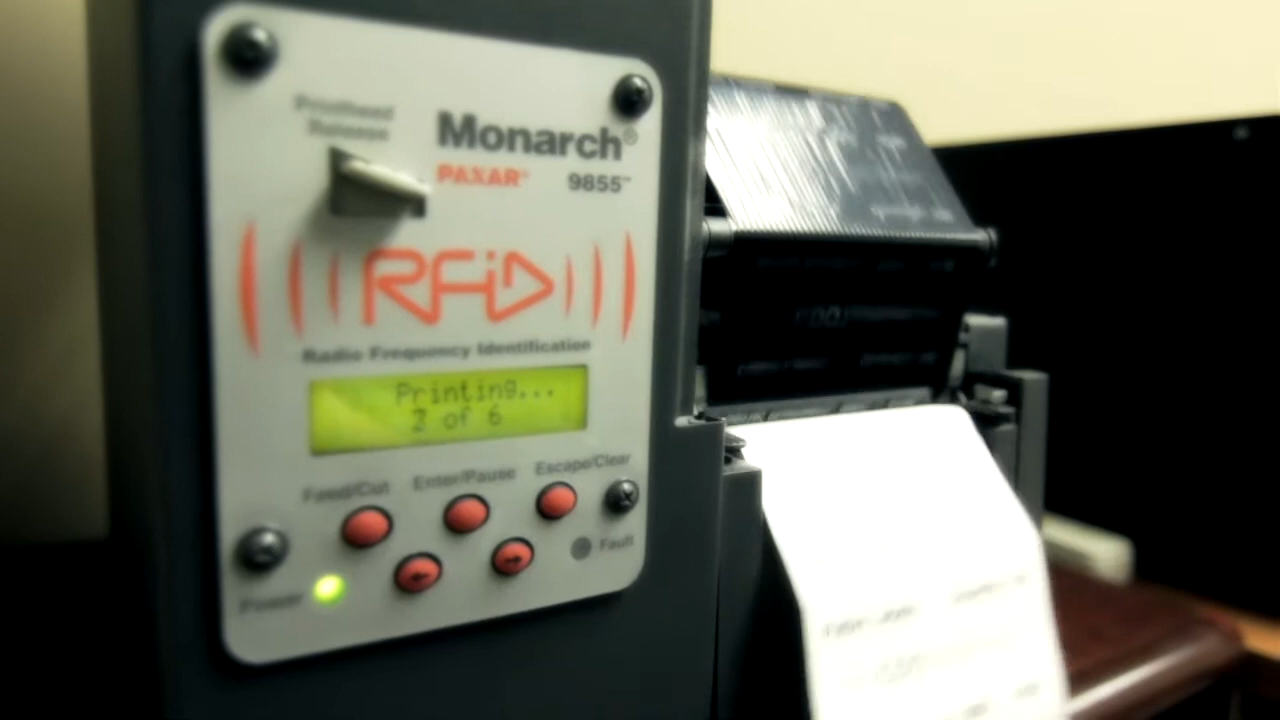 Printhead
Release
Monarch®
PAXAR®
9855™
RFID
Radio Frequency Identification
Printing...
2 of 6
Feed/Cut
Enter/Pause
Escape/Clear
Fault
Power